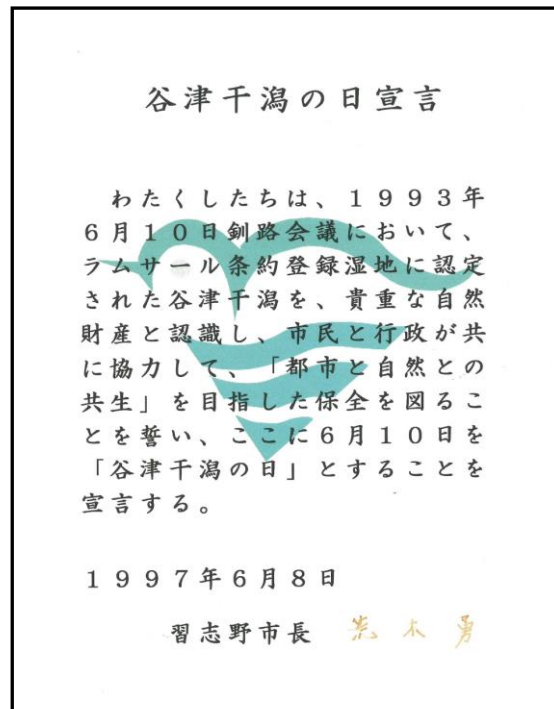 谷津干潟の日宣言
わたくしたちは、1993年
6月10日釧路会議において、
ラムサール条約登録湿地に認定
された谷津干潟を、貴重な自然
財産と認識し、市民と行政が共
に協力して、「都市と自然との
共生」を目指した保全を図るこ
とを誓い、ここに6月10日を
「谷津干潟の日」とすることを
宣言する。
1997年6月8日
習志野市長 荒木勇